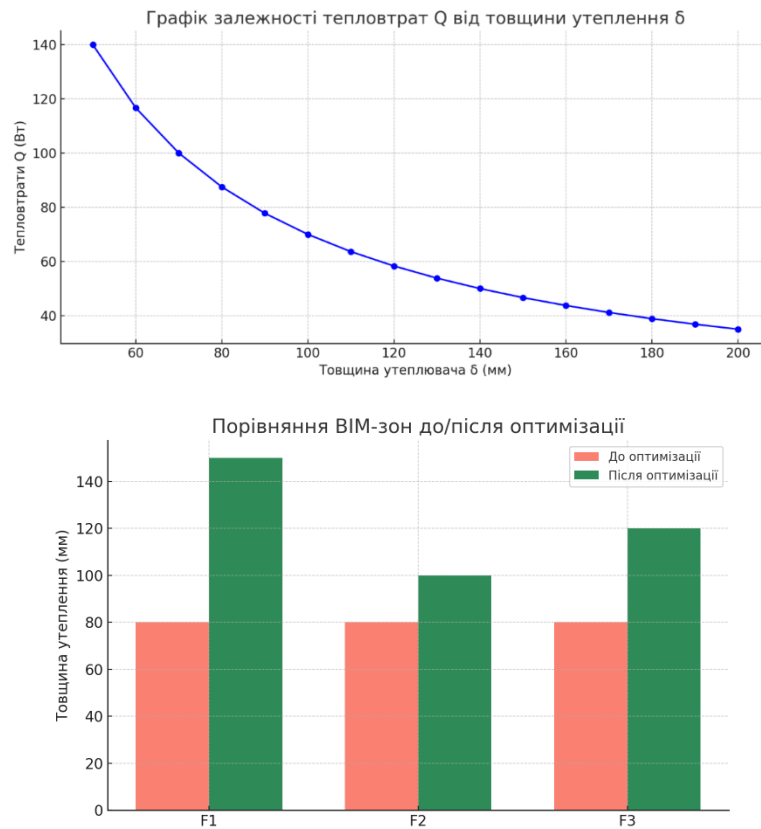 Графік залежності тепловтрат Q від товщини утеплення δ
140
120
100
80
60
40
Тепловтрати Q (Вт)
60 80 100 120 140 160 180 200
Товщина утеплювача δ (мм)
Порівняння BIM-зон до/після оптимізації
До оптимізації
Після оптимізації
140
120
100
80
60
40
20
0
Товщина утеплення (мм)
F1 F2 F3